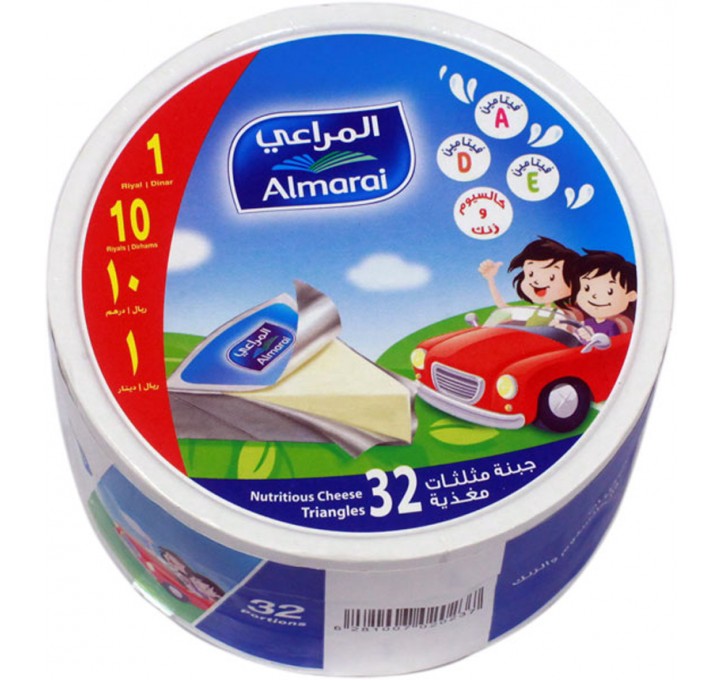 المراعي
Almarai
فيتامين
A
فيتامين
D
فيتامين
E
كالسيوم
و
زنك
1
Riyal | Dinar
10
Riyals | Dirhams
١٠
ريال | درهم
١
ريال | دينار
المراعي
Almarai
Nutritious Cheese
Triangles
32
جبنة مثلثات
مغذية
32
Portions
والزنك